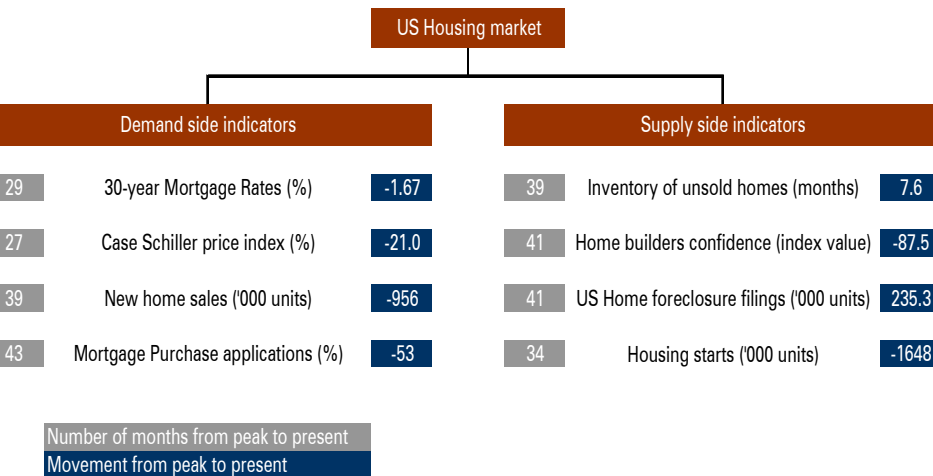 US Housing market
Demand side indicators
29 30-year Mortgage Rates (%) -1.67
27 Case Schiller price index (%) -21.0
39 New home sales ('000 units) -956
43 Mortgage Purchase applications (%) -53
Supply side indicators
39 Inventory of unsold homes (months) 7.6
41 Home builders confidence (index value) -87.5
41 US Home foreclosure filings ('000 units) 235.3
34 Housing starts ('000 units) -1648
Number of months from peak to present
Movement from peak to present